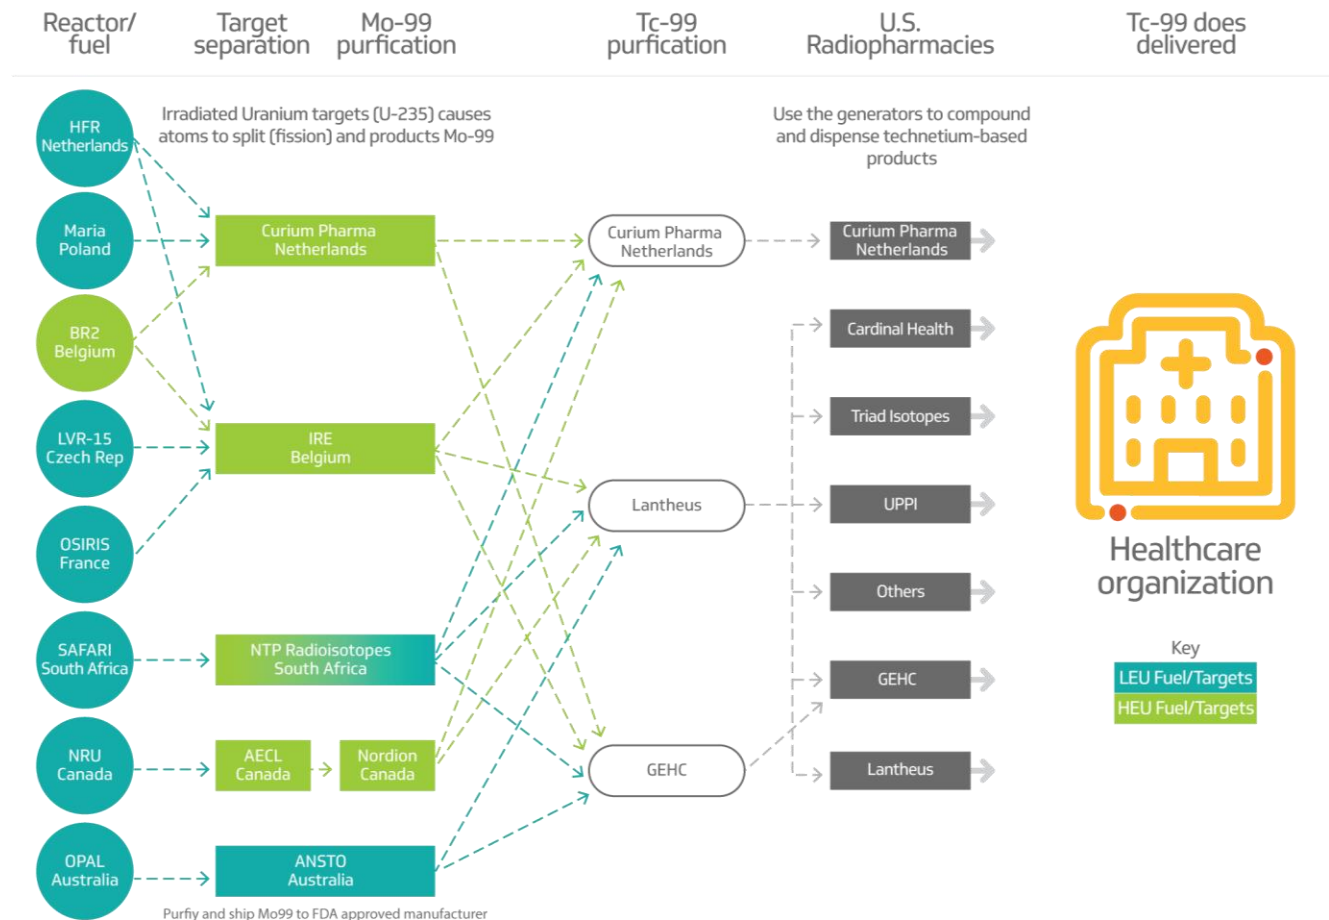 Reactor/
fuel
Target
separation
Mo-99
purfication
Tc-99
purfication
U.S.
Radiopharmacies
Tc-99 does
delivered
Irradiated Uranium targets (U-235) causes
atoms to split (fission) and products Mo-99
Use the generators to compound
and dispense technetium-based
products
HFR
Netherlands
Maria
Poland
BR2
Belgium
LVR-15
Czech Rep
OSIRIS
France
SAFARI
South Africa
NRU
Canada
OPAL
Australia
Curium Pharma
Netherlands
IRE
Belgium
NTP Radioisotopes
South Africa
AECL
Canada
Nordion
Canada
ANSTO
Australia
Purfiy and ship Mo99 to FDA approved manufacturer
Curium Pharma
Netherlands
Lantheus
GEHC
Curium Pharma
Netherlands
Cardinal Health
Triad Isotopes
UPPI
Others
GEHC
Lantheus
Healthcare
organization
Key
LEU Fuel/Targets
HEU Fuel/Targets